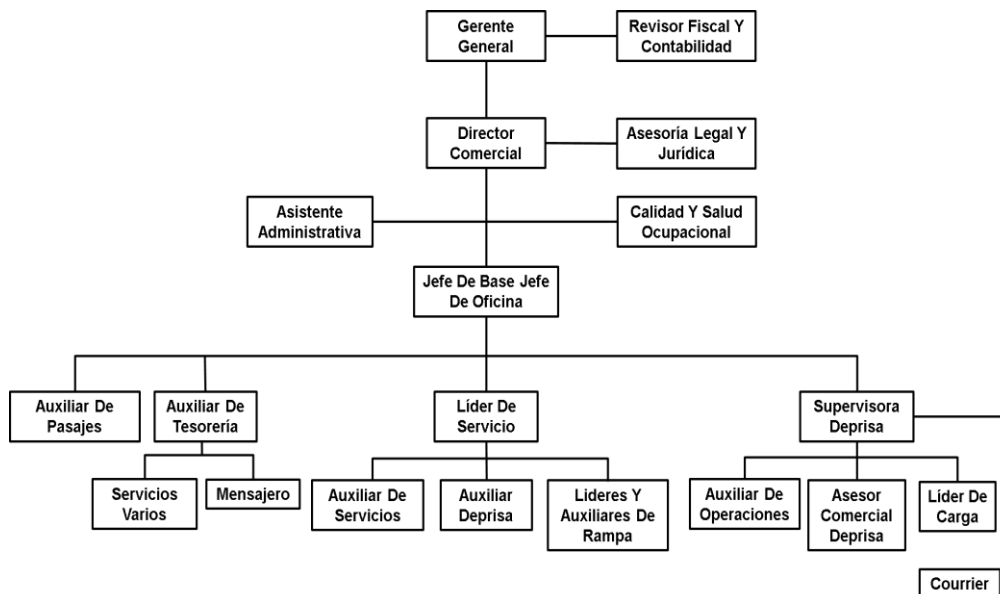 Gerente
General
Revisor Fiscal Y
Contabilidad
Director
Comercial
Asesoría Legal Y
Jurídica
Asistente
Administrativa
Calidad Y Salud
Ocupacional
Jefe De Base Jefe
De Oficina
Auxiliar De
Pasajes
Auxiliar De
Tesorería
Líder De
Servicio
Supervisora
Deprisa
Servicios
Varios
Mensajero
Auxiliar De
Servicios
Auxiliar
Deprisa
Lideres Y
Auxiliares De
Rampa
Auxiliar De
Operaciones
Asesor
Comercial
Deprisa
Líder De
Carga
Courrier